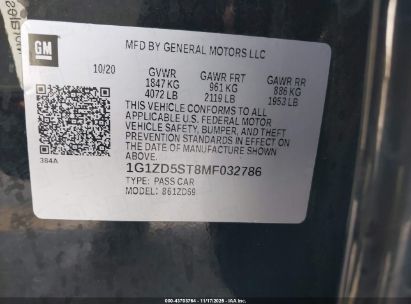 GM
MFD BY GENERAL MOTORS LLC
10/20 GVWR GAWR FRT GAWR RR
1847 KG 961 KG 886 KG
4072 LB 2119 LB 1953 LB
THIS VEHICLE CONFORMS TO ALL APPLICABLE
U.S. FEDERAL MOTOR
VEHICLE SAFETY, BUMPER, AND THEFT
PREVENTION STANDARDS IN EFFECT ON
THE DATE OF MANUFACTURE SHOWN ABOVE.
384A
1G1ZD5ST8MF032786
TYPE: PASS CAR
MODEL: 861ZD69